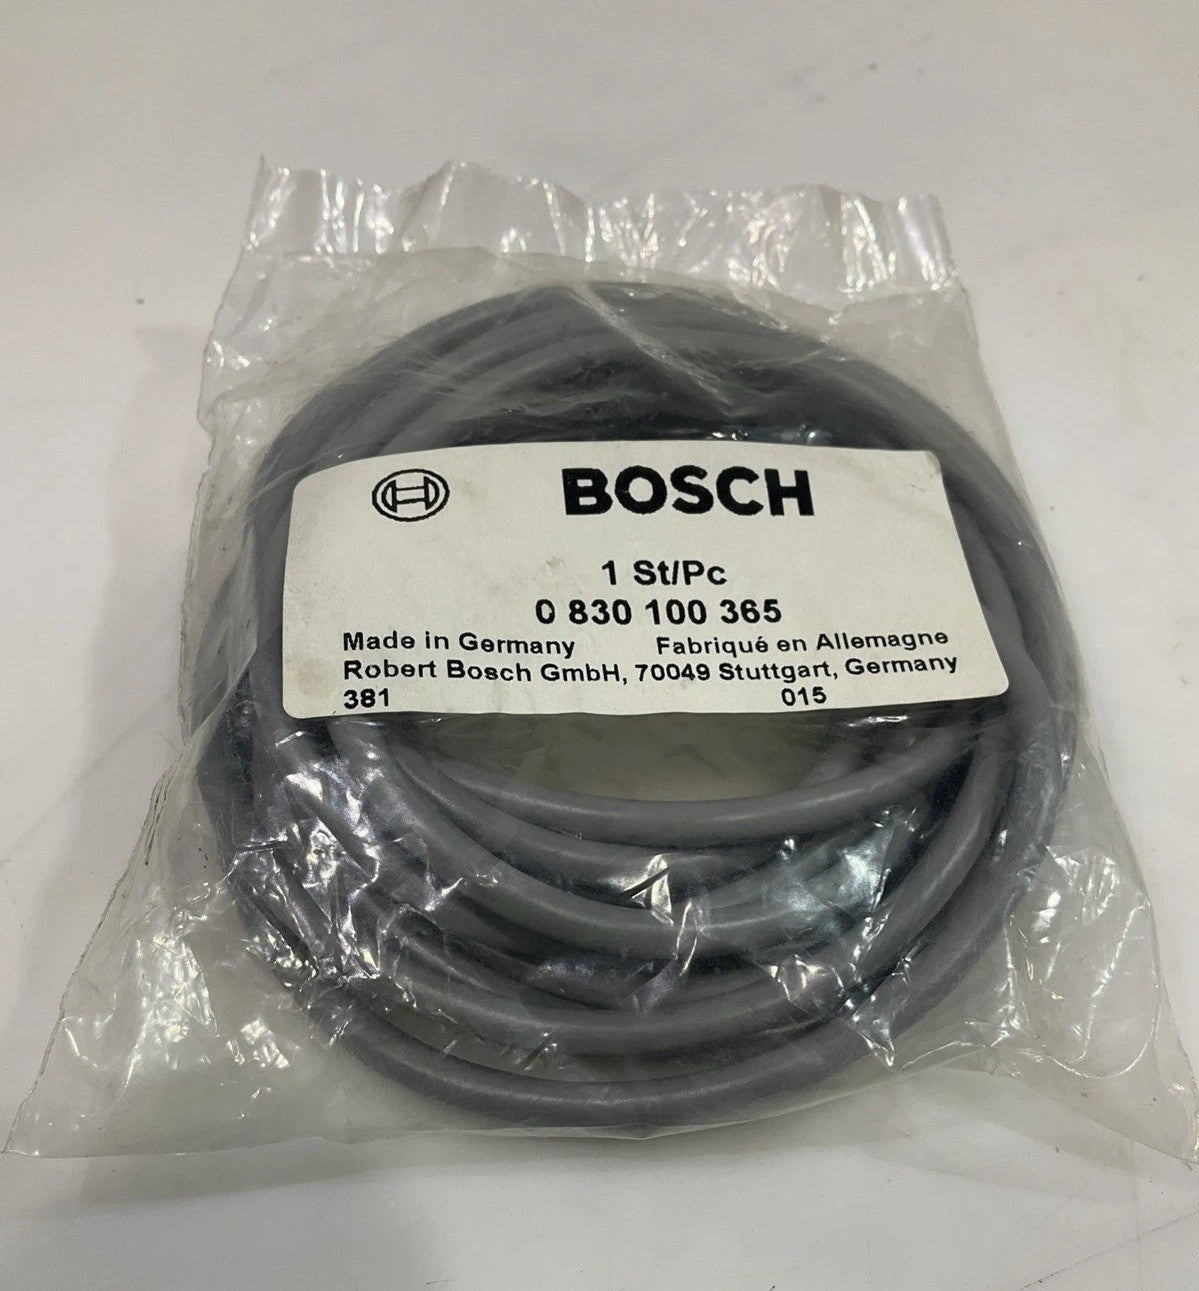 BOSCH
1 St/Pc
0 830 100 365
Made in Germany Fabriqué en Allemagne
Robert Bosch GmbH, 70049 Stuttgart, Germany
381 015